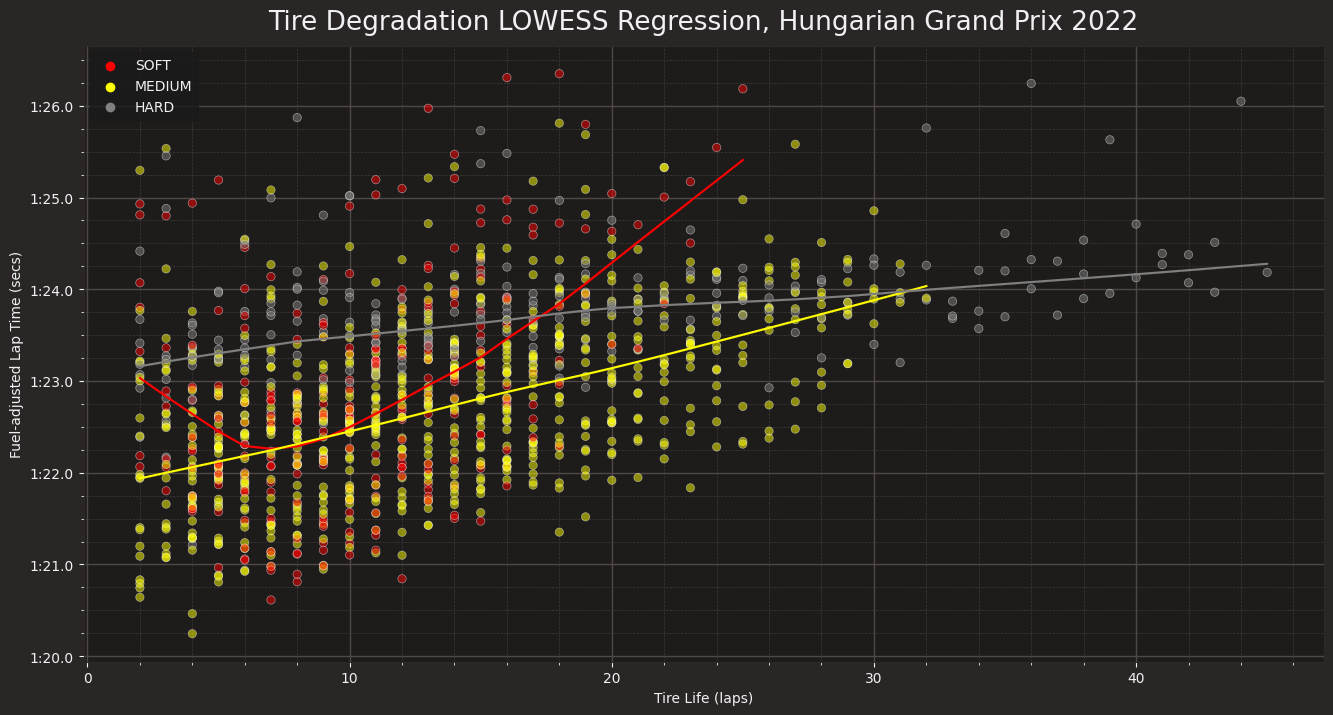 Tire Degradation LOWESS Regression, Hungarian Grand Prix 2022
SOFT
MEDIUM
HARD
Fuel-adjusted Lap Time (secs)
1:26.0
1:25.0
1:24.0
1:23.0
1:22.0
1:21.0
1:20.0
0 10 20 30 40
Tire Life (laps)